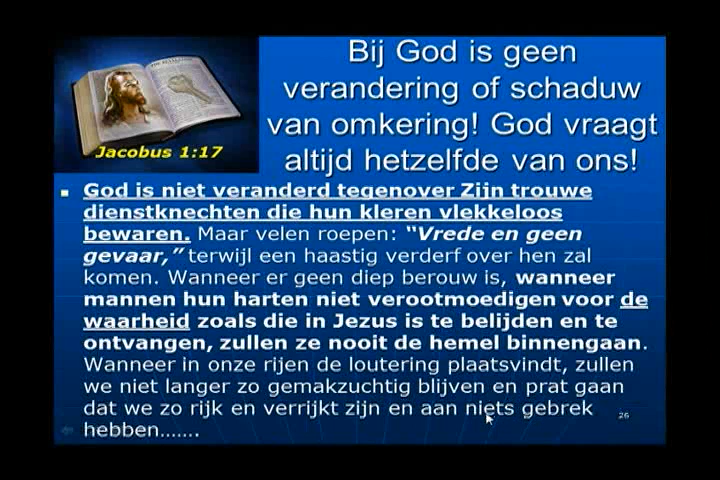 Bij God is geen
verandering of schaduw
van omkering! God vraagt
altijd hetzelfde van ons!
Jacobus 1:17
God is niet veranderd tegenover Zijn trouwe
dienstknechten die hun kleren vlekkeloos
bewaren. Maar velen roepen: “Vrede en geen
gevaar,” terwijl een haastig verderf over hen zal
komen. Wanneer er geen diep berouw is, wanneer
mannen hun harten niet verootmoedigen voor de
waarheid zoals die in Jezus is te belijden en te
ontvangen, zullen ze nooit de hemel binnengaan.
Wanneer in onze rijen de loutering plaatsvindt, zullen
we niet langer zo gemakzuchtig blijven en prat gaan
dat we zo rijk en verrijkt zijn en aan niets gebrek
hebben…….
26